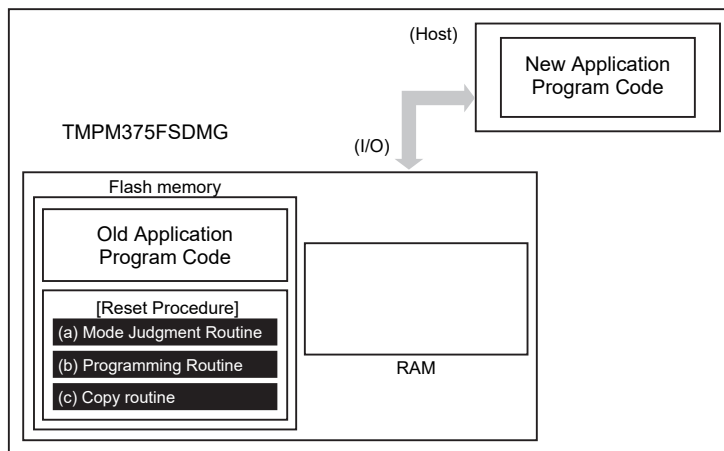 (Host)
New Application
Program Code
TMPM375FSDMG
(I/O)
Flash memory
Old Application
Program Code
[Reset Procedure]
(a) Mode Judgment Routine
(b) Programming Routine
(c) Copy routine
RAM